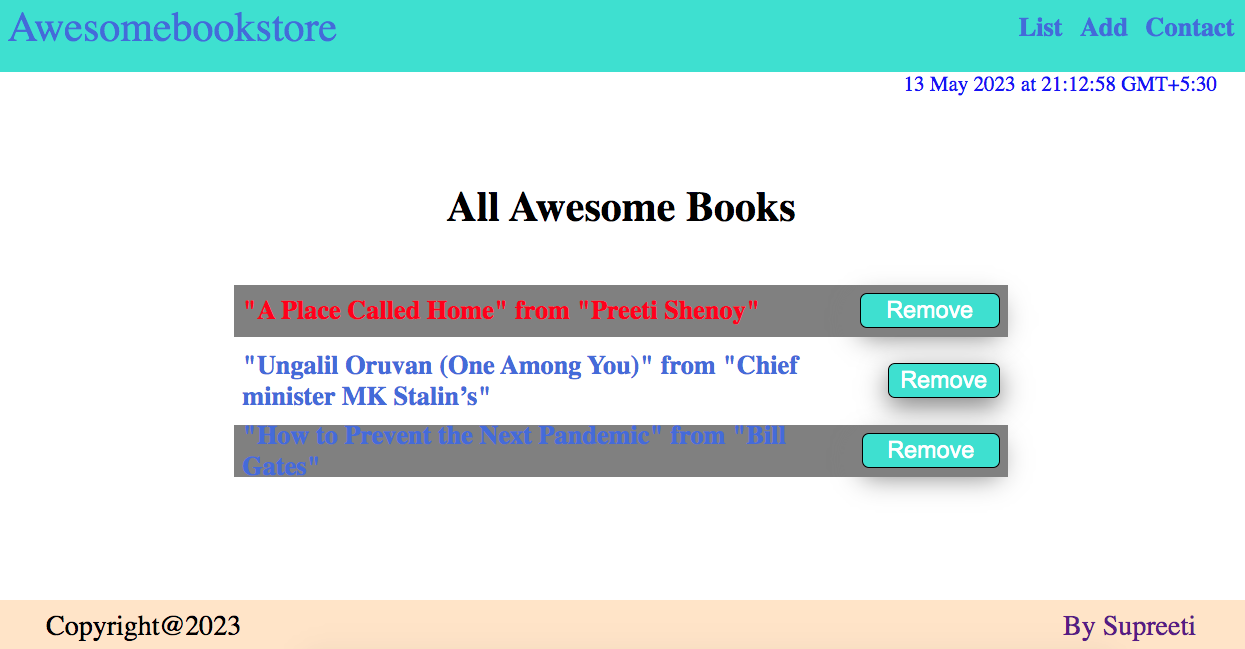 Awesomebookstore
List Add Contact
13 May 2023 at 21:12:58 GMT+5:30
All Awesome Books
"A Place Called Home" from "Preeti Shenoy"
Remove
"Ungalil Oruvan (One Among You)" from "Chief
minister MK Stalin’s"
Remove
"How to Prevent the Next Pandemic" from "Bill
Gates"
Remove
Copyright@2023
By Supreeti